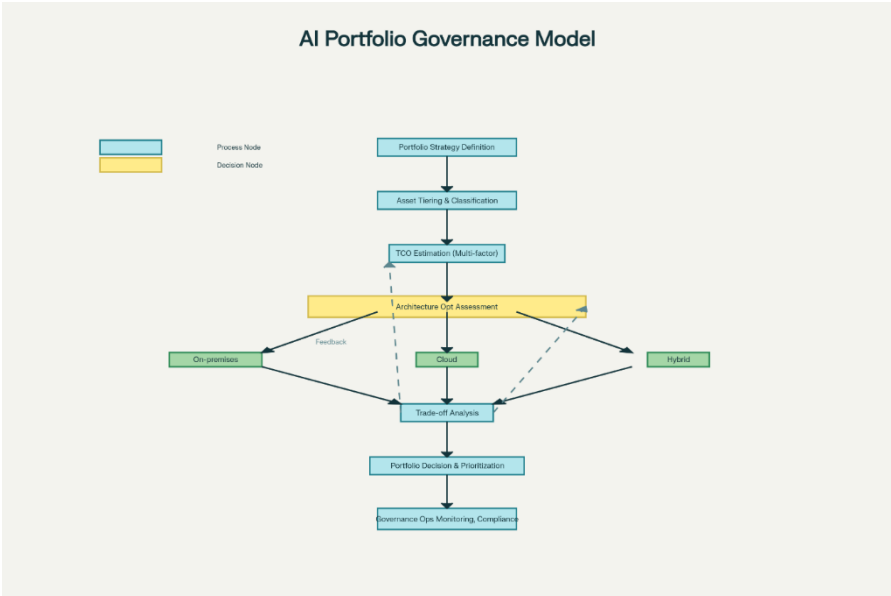 AI Portfolio Governance Model
Process Node
Decision Node
Portfolio Strategy Definition
Asset Tiering & Classification
TCO Estimation (Multi-factor)
Architecture Opt Assessment
Feedback
On-premises
Cloud
Hybrid
Trade-off Analysis
Portfolio Decision & Prioritization
Governance Ops Monitoring, Compliance